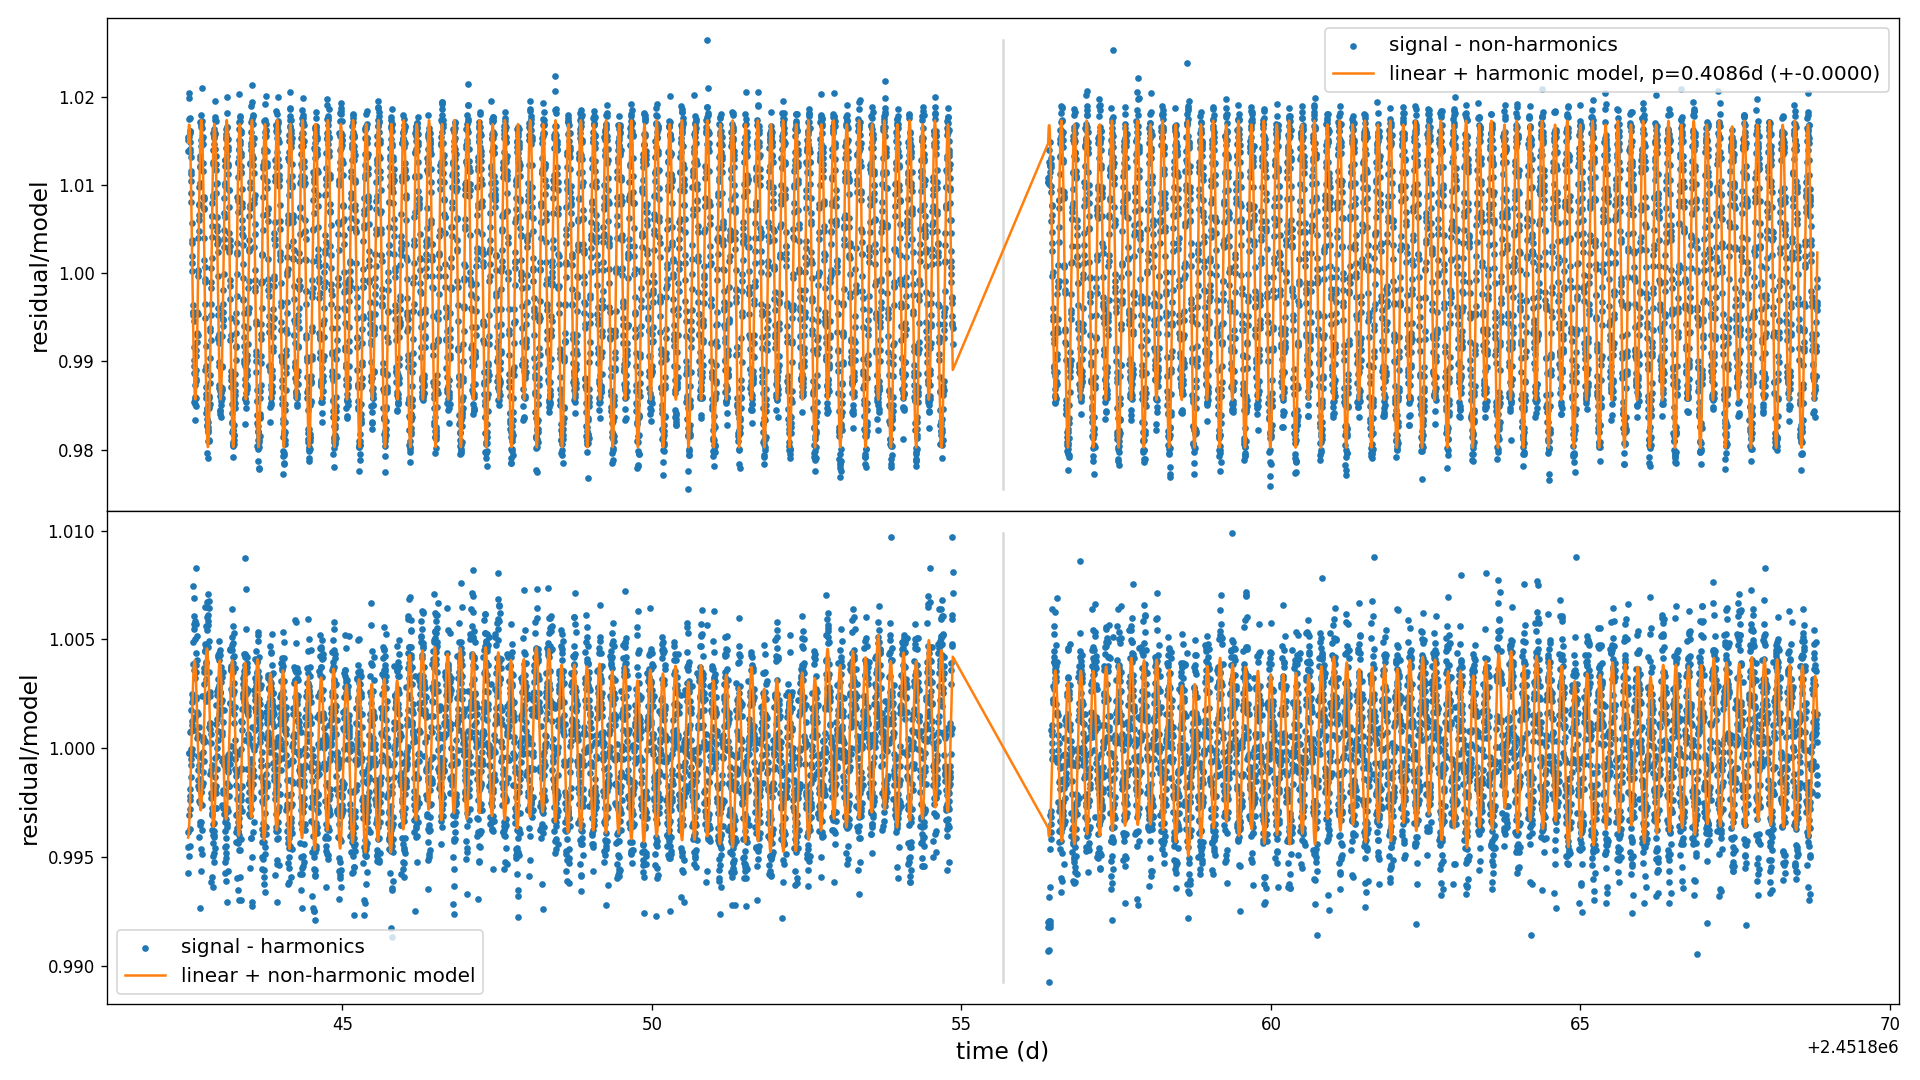 signal - non-harmonics
linear + harmonic model, p=0.4086d (+-0.0000)
1.02
1.01
1.00
0.99
0.98
residual/model
1.010
1.005
1.000
0.995
0.990
residual/model
signal - harmonics
linear + non-harmonic model
45
50
55
60
65
70
time (d)
+2.4518e6